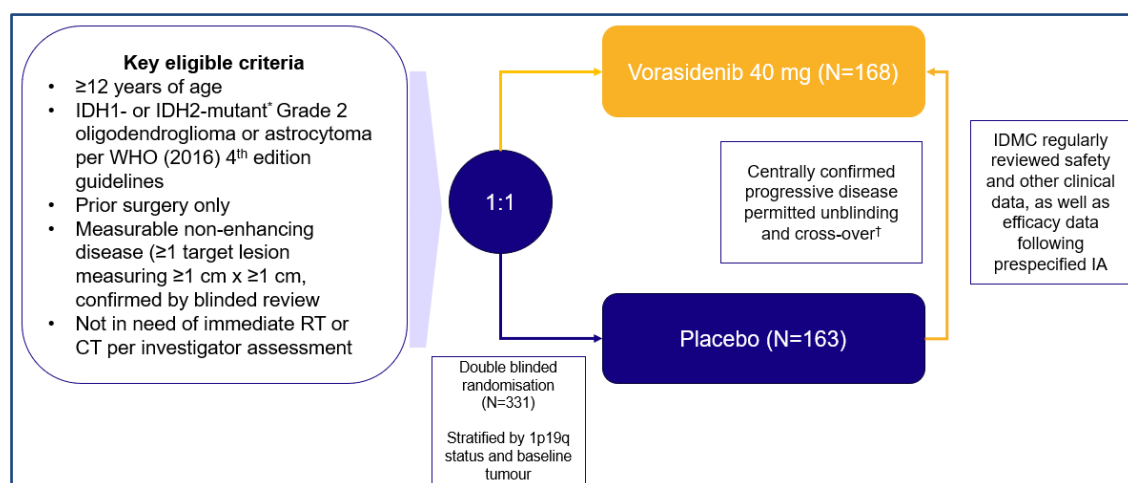 Key eligible criteria
• ≥12 years of age
• IDH1- or IDH2-mutant* Grade 2
oligodendroglioma or astrocytoma
per WHO (2016) 4th edition
guidelines
• Prior surgery only
• Measurable non-enhancing
disease (≥1 target lesion
measuring ≥1 cm x ≥1 cm,
confirmed by blinded review
• Not in need of immediate RT or
CT per investigator assessment
1:1
Double blinded
randomisation
(N=331)
Stratified by 1p19q
status and baseline
tumour
Vorasidenib 40 mg (N=168)
Centrally confirmed
progressive disease
permitted unblinding
and cross-over†
Placebo (N=163)
IDMC regularly
reviewed safety
and other clinical
data, as well as
efficacy data
following
prespecified IA